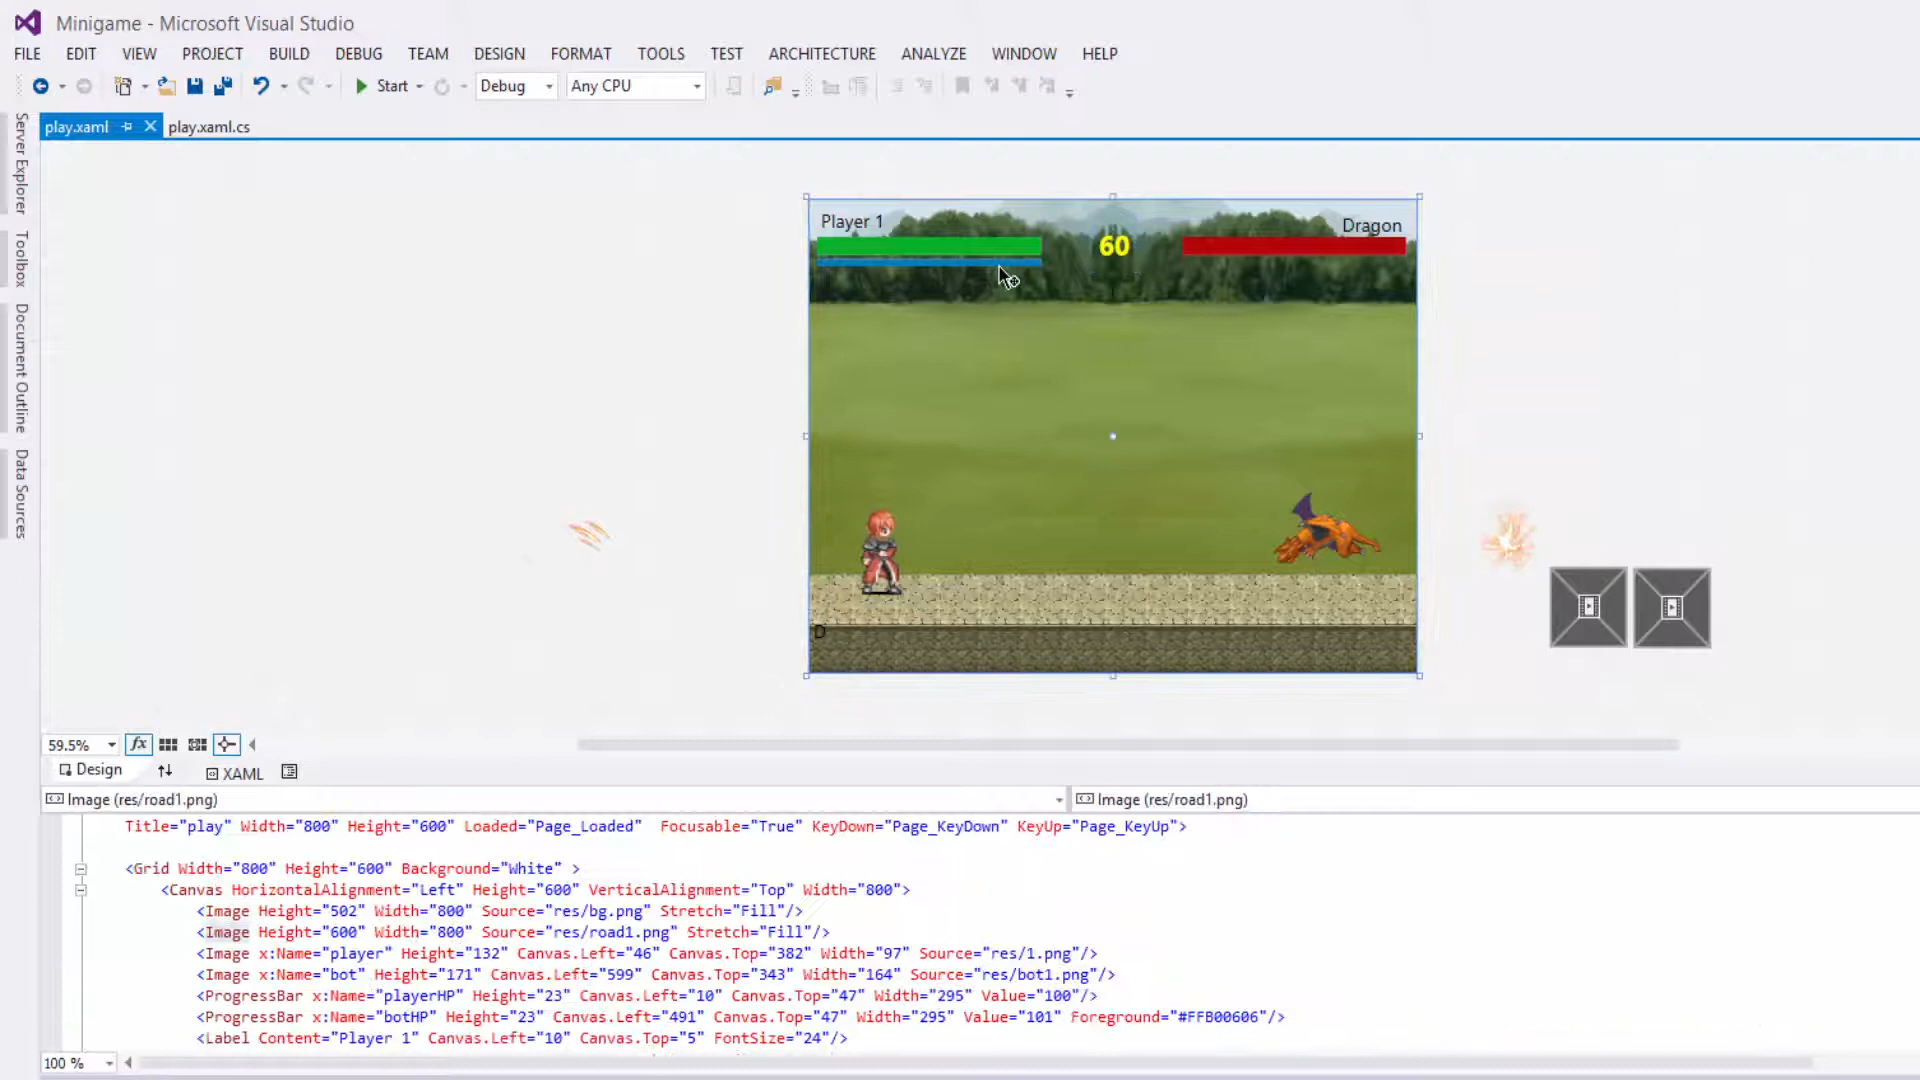 Minigame - Microsoft Visual Studio
FILE EDIT VIEW PROJECT BUILD DEBUG TEAM DESIGN FORMAT TOOLS TEST ARCHITECTURE ANALYZE WINDOW HELP
Start Debug Any CPU
play.xaml play.xaml.cs
Server Explorer
Toolbox
Document Outline
Data Sources
Player 1
60
Dragon
D
59.5% fx
Design XAML
Image (res/road1.png) Image (res/road1.png)
Title="play" Width="800" Height="600" Loaded="Page_Loaded"  Focusable="True" KeyDown="Page_KeyDown" KeyUp="Page_KeyUp">
<Grid Width="800" Height="600" Background="White" >
<Canvas HorizontalAlignment="Left" Height="600" VerticalAlignment="Top" Width="800">
<Image Height="502" Width="800" Source="res/bg.png" Stretch="Fill"/>
<Image Height="600" Width="800" Source="res/road1.png" Stretch="Fill"/>
<Image x:Name="player" Height="132" Canvas.Left="46" Canvas.Top="382" Width="97" Source="res/1.png"/>
<Image x:Name="bot" Height="171" Canvas.Left="599" Canvas.Top="343" Width="164" Source="res/bot1.png"/>
<ProgressBar x:Name="playerHP" Height="23" Canvas.Left="10" Canvas.Top="47" Width="295" Value="100"/>
<ProgressBar x:Name="botHP" Height="23" Canvas.Left="491" Canvas.Top="47" Width="295" Value="101" Foreground="#FFB00606"/>
<Label Content="Player 1" Canvas.Left="10" Canvas.Top="5" FontSize="24"/>
100 %